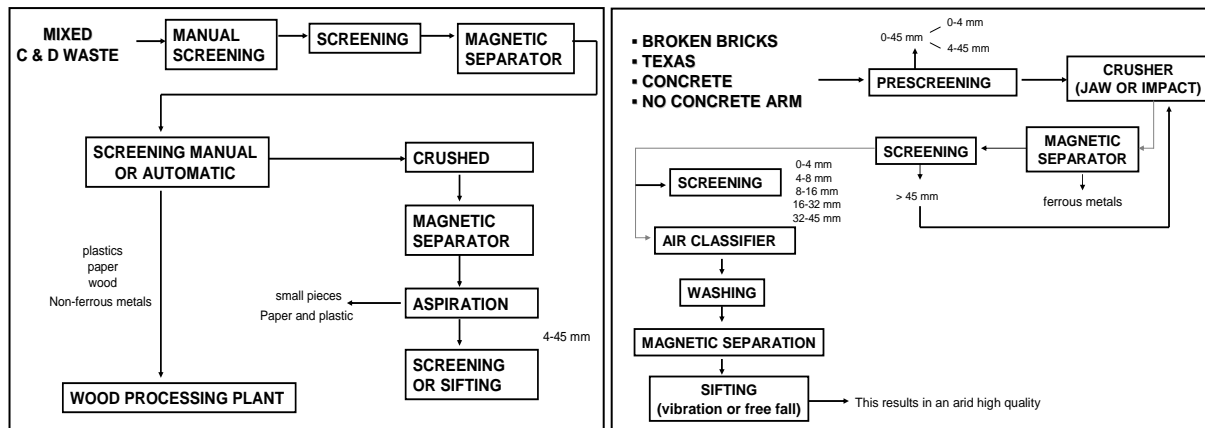 MIXED
C & D WASTE
MANUAL
SCREENING
SCREENING
MAGNETIC
SEPARATOR
SCREENING MANUAL
OR AUTOMATIC
CRUSHED
MAGNETIC
SEPARATOR
plastics
paper
wood
Non-ferrous metals
small pieces
Paper and plastic
ASPIRATION
4-45 mm
SCREENING
OR SIFTING
WOOD PROCESSING PLANT
▪ BROKEN BRICKS
▪ TEXAS
▪ CONCRETE
▪ NO CONCRETE ARM
0-4 mm
0-45 mm
4-45 mm
PRESCREENING
CRUSHER
(JAW OR IMPACT)
MAGNETIC
SEPARATOR
SCREENING
ferrous metals
> 45 mm
SCREENING
0-4 mm
4-8 mm
8-16 mm
16-32 mm
32-45 mm
AIR CLASSIFIER
WASHING
MAGNETIC SEPARATION
SIFTING
(vibration or free fall)
This results in an arid high quality